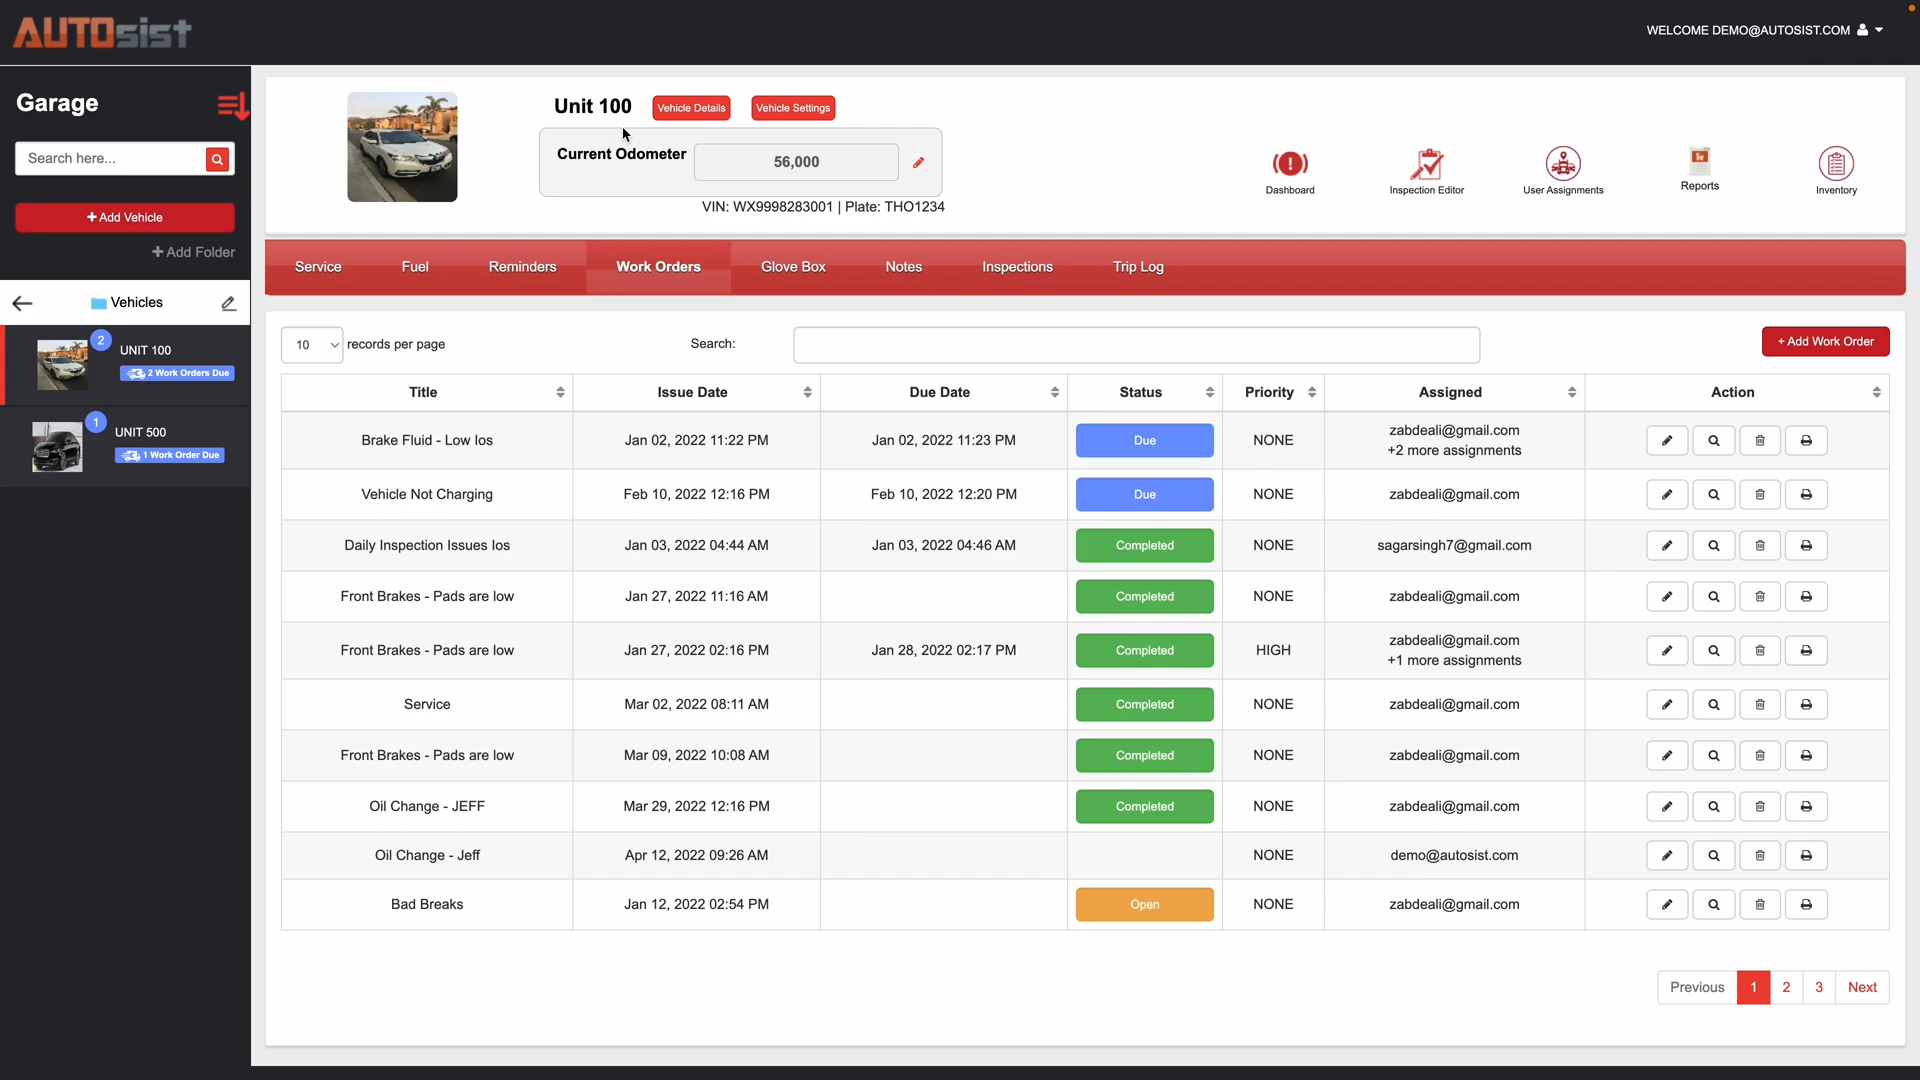 AUTOsist
WELCOME DEMO@AUTOSIST.COM
Garage
Search here...
+ Add Vehicle
+ Add Folder
Vehicles
2
UNIT 100
2 Work Orders Due
1
UNIT 500
1 Work Order Due
Unit 100
Vehicle Details
Vehicle Settings
Current Odometer
56,000
VIN: WX9998283001 | Plate: THO1234
Dashboard
Inspection Editor
User Assignments
Reports
Inventory
Service Fuel Reminders Work Orders Glove Box Notes Inspections Trip Log
10 records per page
Search:
+ Add Work Order
Title Issue Date Due Date Status Priority Assigned Action
Brake Fluid - Low Ios Jan 02, 2022 11:22 PM Jan 02, 2022 11:23 PM Due NONE zabdeali@gmail.com
+2 more assignments
Vehicle Not Charging Feb 10, 2022 12:16 PM Feb 10, 2022 12:20 PM Due NONE zabdeali@gmail.com
Daily Inspection Issues Ios Jan 03, 2022 04:44 AM Jan 03, 2022 04:46 AM Completed NONE sagarsingh7@gmail.com
Front Brakes - Pads are low Jan 27, 2022 11:16 AM Completed NONE zabdeali@gmail.com
Front Brakes - Pads are low Jan 27, 2022 02:16 PM Jan 28, 2022 02:17 PM Completed HIGH zabdeali@gmail.com
+1 more assignments
Service Mar 02, 2022 08:11 AM Completed NONE zabdeali@gmail.com
Front Brakes - Pads are low Mar 09, 2022 10:08 AM Completed NONE zabdeali@gmail.com
Oil Change - JEFF Mar 29, 2022 12:16 PM Completed NONE zabdeali@gmail.com
Oil Change - Jeff Apr 12, 2022 09:26 AM NONE demo@autosist.com
Bad Breaks Jan 12, 2022 02:54 PM Open NONE zabdeali@gmail.com
Previous 1 2 3 Next